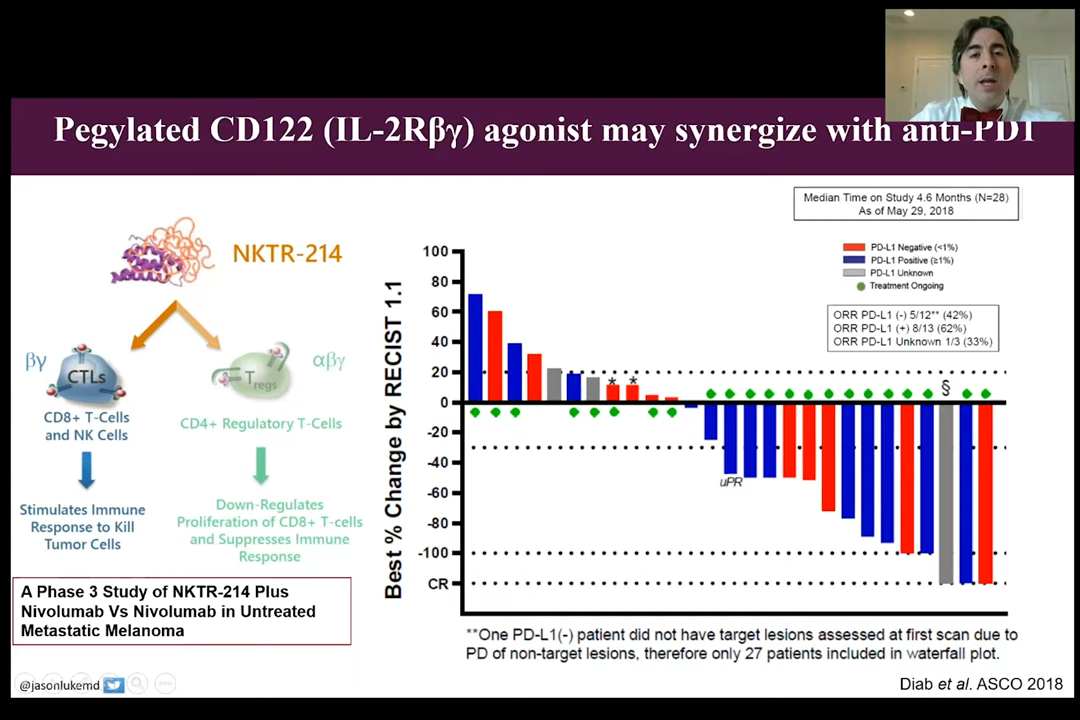 Pegylated CD122 (IL-2Rβγ) agonist may synergize with anti-PD1
NKTR-214
βγ
CTLs
CD8+ T-Cells
and NK Cells
Stimulates Immune
Response to Kill
Tumor Cells
αβγ
Tregs
CD4+ Regulatory T-Cells
Down-Regulates
Proliferation of CD8+ T-cells
and Suppresses Immune
Response
A Phase 3 Study of NKTR-214 Plus
Nivolumab Vs Nivolumab in Untreated
Metastatic Melanoma
@jasonlukemd
Median Time on Study 4.6 Months (N=28)
As of May 29, 2018
PD-L1 Negative (<1%)
PD-L1 Positive (≥1%)
PD-L1 Unknown
Treatment Ongoing
ORR PD-L1 (-) 5/12** (42%)
ORR PD-L1 (+) 8/13 (62%)
ORR PD-L1 Unknown 1/3 (33%)
Best % Change by RECIST 1.1
100
80
60
40
20
0
-20
-40
-60
-80
-100
CR
* *
§
uPR
**One PD-L1(-) patient did not have target lesions assessed at first scan due to
PD of non-target lesions, therefore only 27 patients included in waterfall plot.
Diab et al. ASCO 2018